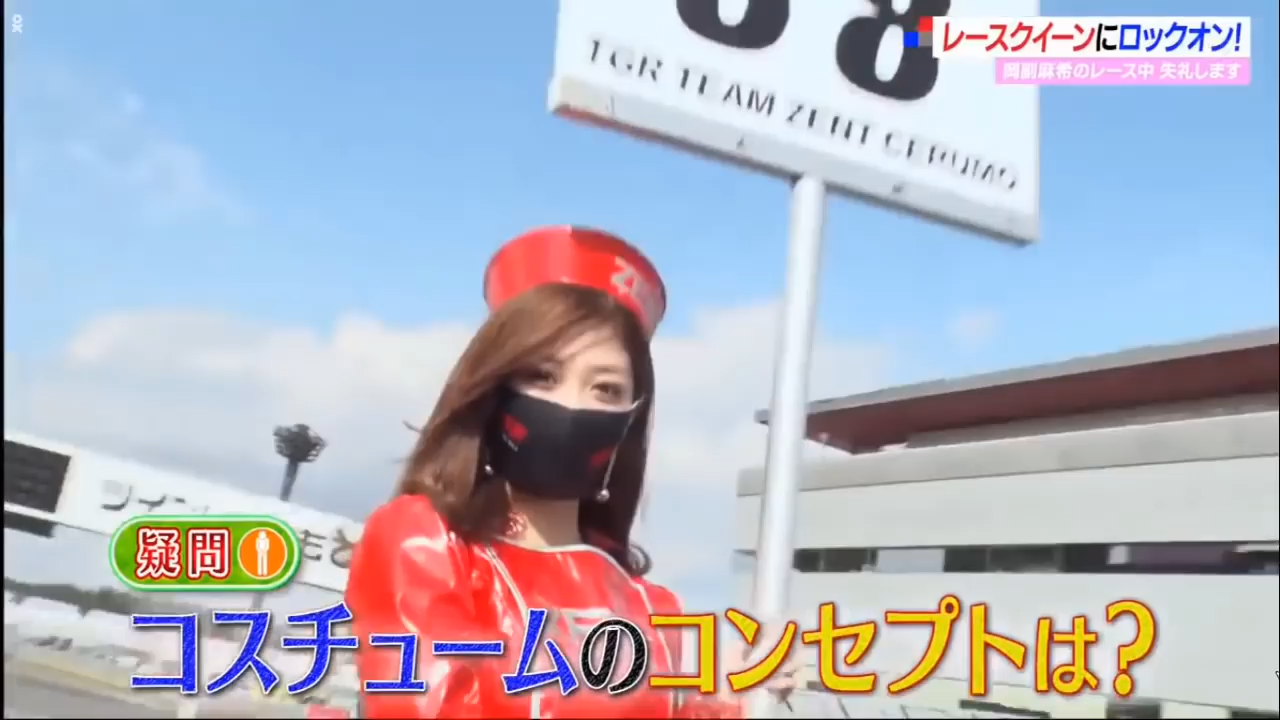 レースクイーンにロックオン!
岡副麻希のレース中 失礼します
38
TGR TEAM ZENT CERUMO
疑問
コスチュームのコンセプトは?